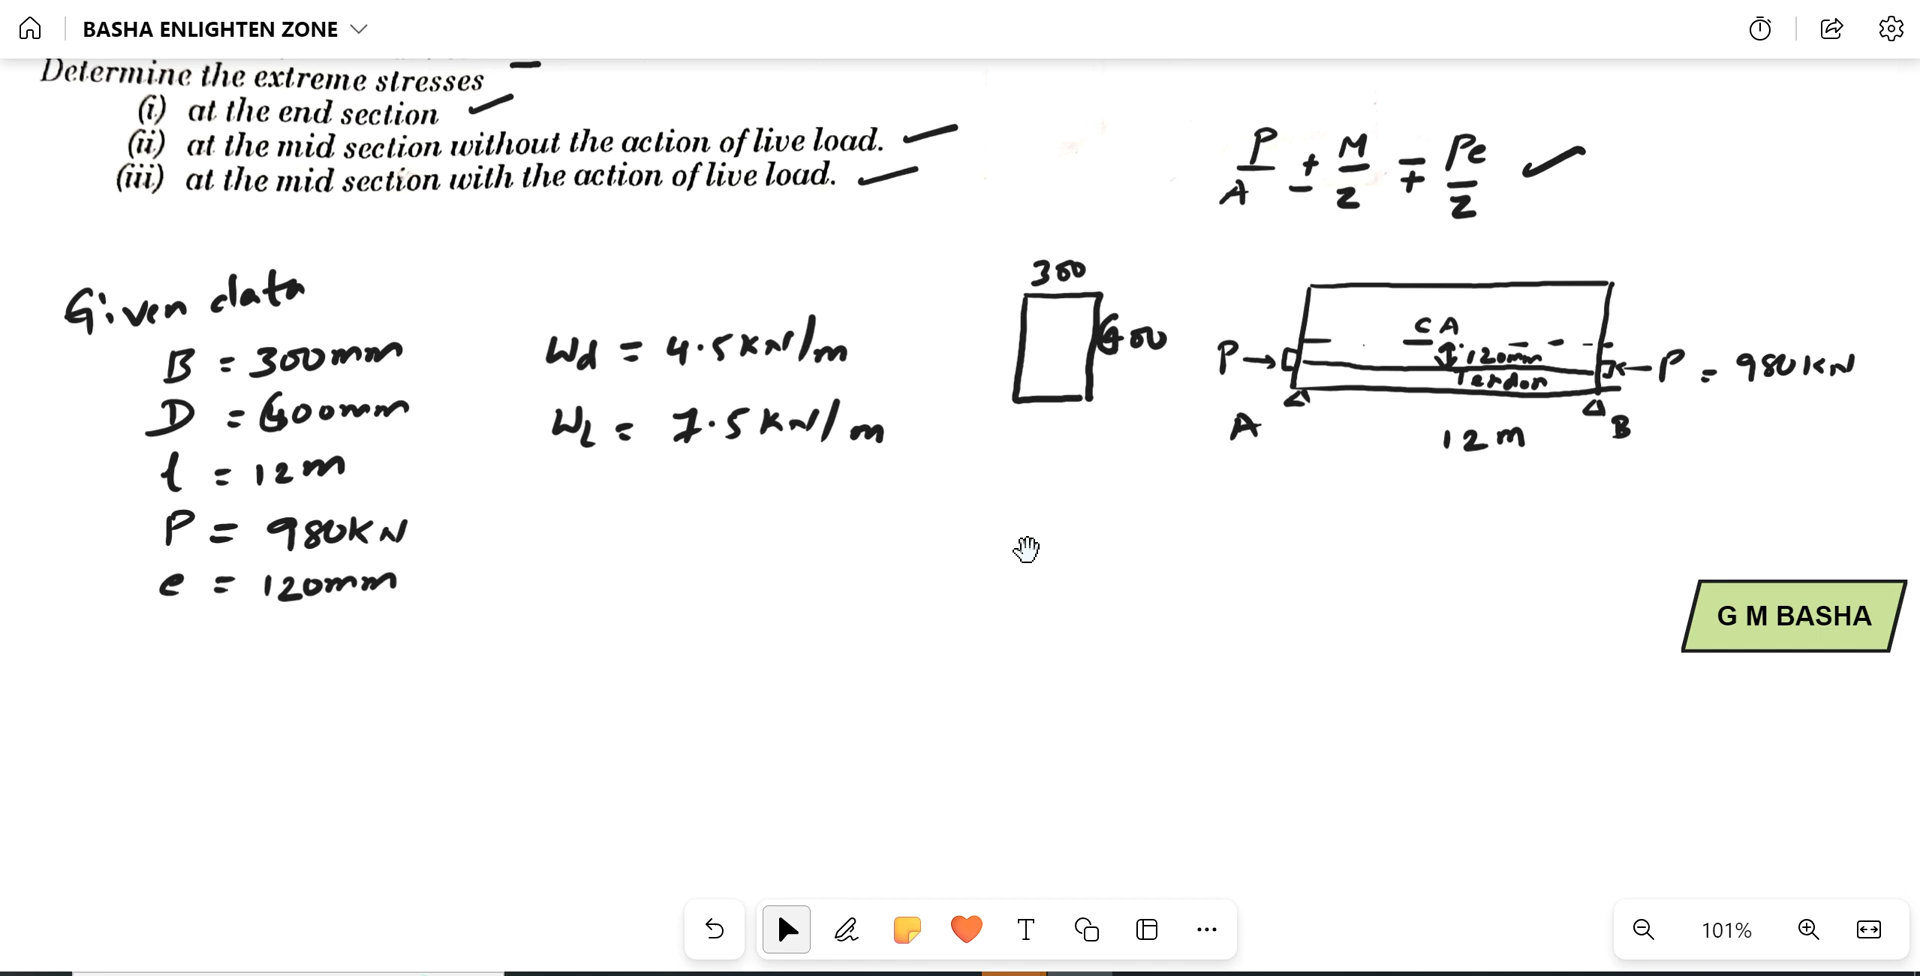 BASHA ENLIGHTEN ZONE
Determine the extreme stresses
(i) at the end section
(ii) at the mid section without the action of live load.
(iii) at the mid section with the action of live load.
P/A ± M/Z ∓ Pe/Z
Given data
B = 300mm
D = 600mm
l = 12m
P = 980KN
e = 120mm
Wd = 4.5KN/m
WL = 7.5KN/m
300
600
CA
120mm
Tendon
P
P = 980KN
A
12m
B
G M BASHA
T
101%